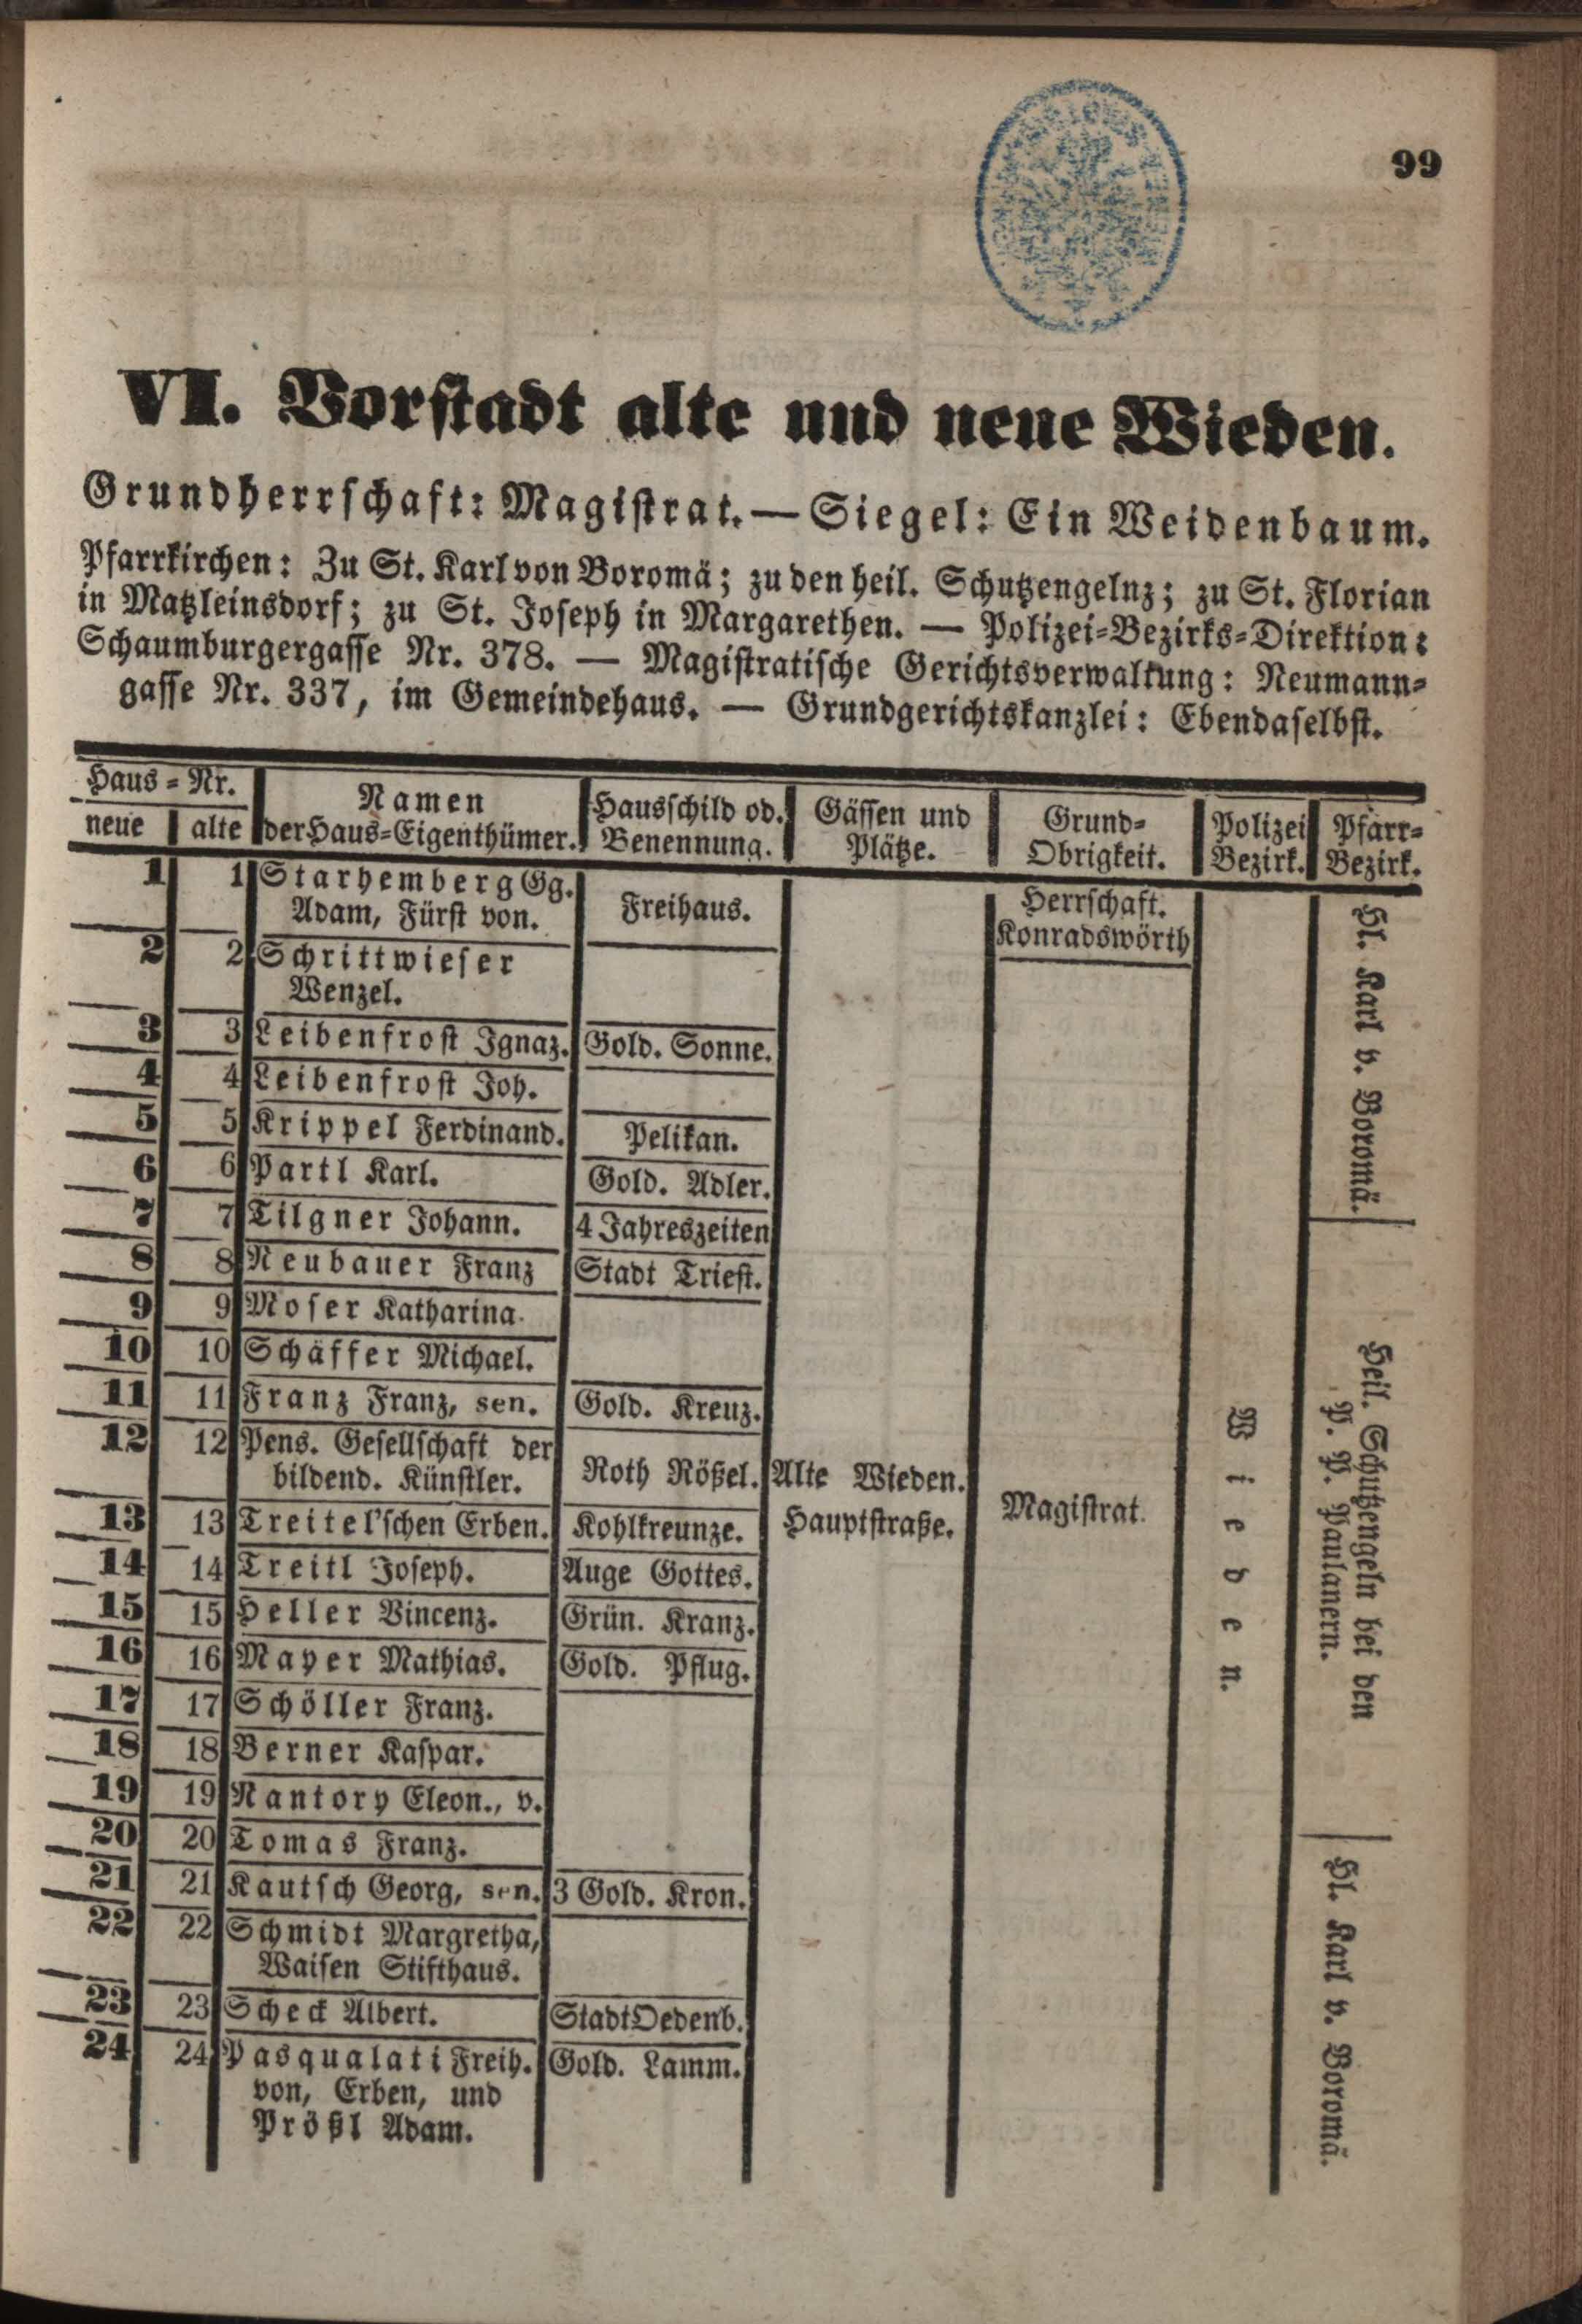 99
VI. Vorstadt alte und neue Wieden.
Grundherrschaft: Magistrat. — Siegel: Ein Weidenbaum.
Pfarrkirchen: Zu St. Karl von Boromä; zu den heil. Schutzengelnz; zu St. Florian
in Matzleinsdorf; zu St. Joseph in Margarethen. — Polizei-Bezirks-Direktion:
Schaumburgergasse Nr. 378. — Magistratische Gerichtsverwaltung: Neumann-
gasse Nr. 337, im Gemeindehaus. — Grundgerichtskanzlei: Ebendaselbst.
Haus-Nr.
neue alte
Namen
der Haus-Eigenthümer.
Hausschild od.
Benennung.
Gässen und
Plätze.
Grund-
Obrigkeit.
Polizei
Bezirk.
Pfarr-
Bezirk.
1 1 Starhemberg Gg.
Adam, Fürst von.
Freihaus.
Herrschaft.
Konradswörth
2 2 Schrittwieser
Wenzel.
3 3 Leibenfrost Ignaz. Gold. Sonne.
4 4 Leibenfrost Joh.
5 5 Krippel Ferdinand. Pelikan.
6 6 Partl Karl. Gold. Adler.
7 7 Tilgner Johann. 4 Jahreszeiten
8 8 Neubauer Franz Stadt Triest.
9 9 Moser Katharina.
10 10 Schäffer Michael.
11 11 Franz Franz, sen. Gold. Kreuz.
12 12 Pens. Gesellschaft der
bildend. Künstler.
Roth Rößel.
13 13 Treitel'schen Erben. Kohlkreunze.
14 14 Treitl Joseph. Auge Gottes.
15 15 Heller Vincenz. Grün. Kranz.
16 16 Mayer Mathias. Gold. Pflug.
17 17 Schöller Franz.
18 18 Berner Kaspar.
19 19 Nantory Eleon., v.
20 20 Tomas Franz.
21 21 Kautsch Georg, sen. 3 Gold. Kron.
22 22 Schmidt Margretha,
Waisen Stifthaus.
23 23 Scheck Albert. Stadt Oedenb.
24 24 Pasqualati Freih. Gold. Lamm.
von, Erben, und
Prößl Adam.
Alte Wieden.
Hauptstraße.
Magistrat.
Wieden.
Hl. Karl v. Boromä.
Heil. Schutzengeln bei den
P. P. Paulanern.
Hl. Karl v. Boromä.